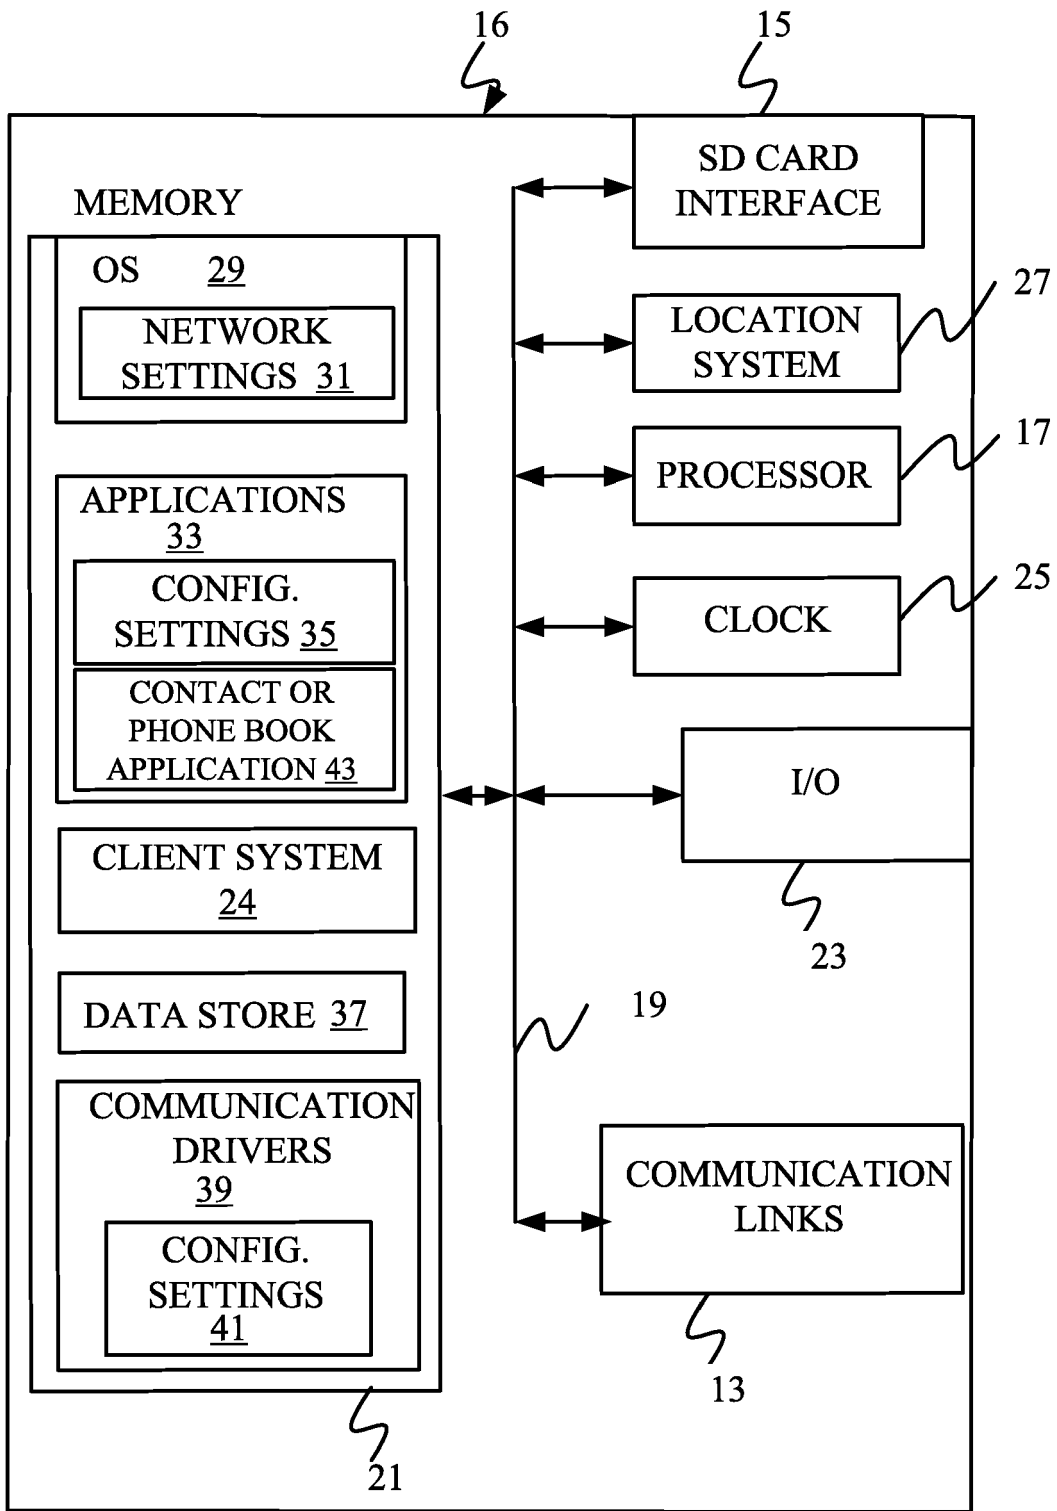 16
15
SD CARD
INTERFACE
MEMORY
OS 29
NETWORK
SETTINGS 31
27
LOCATION
SYSTEM
17
PROCESSOR
APPLICATIONS
33
CONFIG.
SETTINGS 35
25
CLOCK
CONTACT OR
PHONE BOOK
APPLICATION 43
I/O
CLIENT SYSTEM
24
23
DATA STORE 37
19
COMMUNICATION
DRIVERS
39
CONFIG.
SETTINGS
41
COMMUNICATION
LINKS
13
21